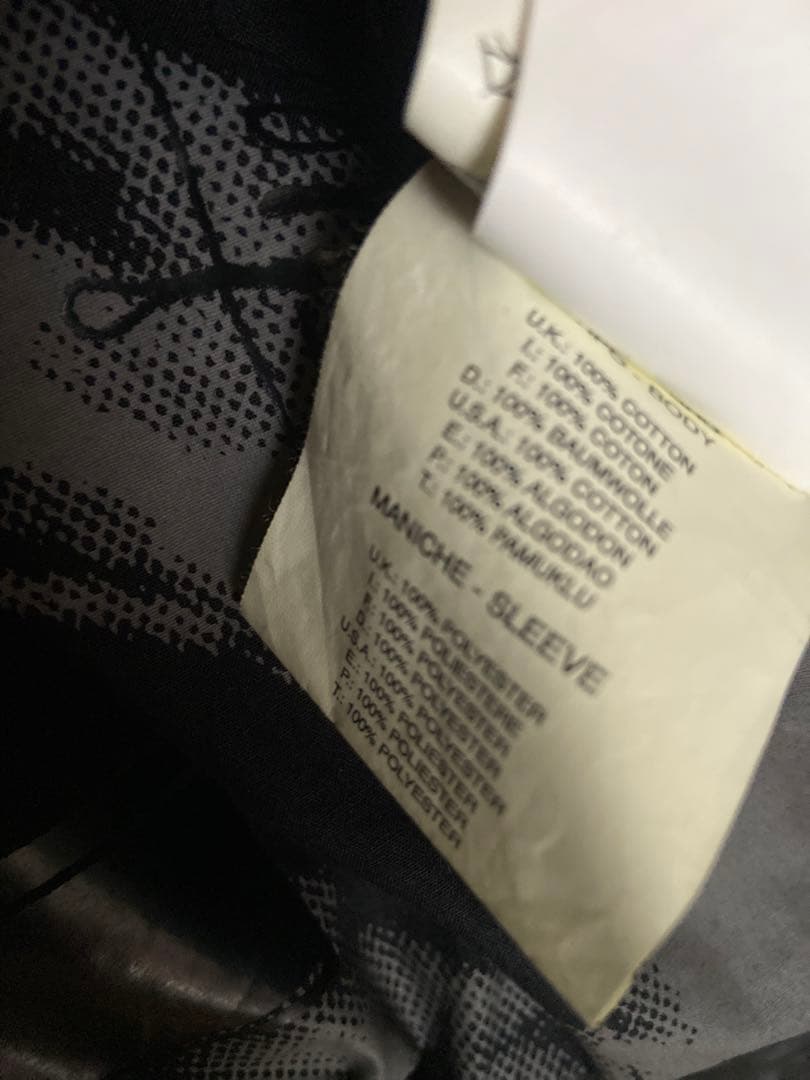 - BODY
U.K.: 100% COTTON
I.: 100% COTONE
F.: 100% COTON
D.: 100% BAUMWOLLE
U.S.A.: 100% COTTON
E.: 100% ALGODON
P.: 100% ALGODAO
T.: 100% PAMUKLU
MANICHE - SLEEVE
U.K.: 100% POLYESTER
I.: 100% POLIESTERE
F.: 100% POLYESTER
D.: 100% POLYESTER
U.S.A.: 100% POLYESTER
E.: 100% POLIESTER
P.: 100% POLIESTER
T.: 100% POLYESTER